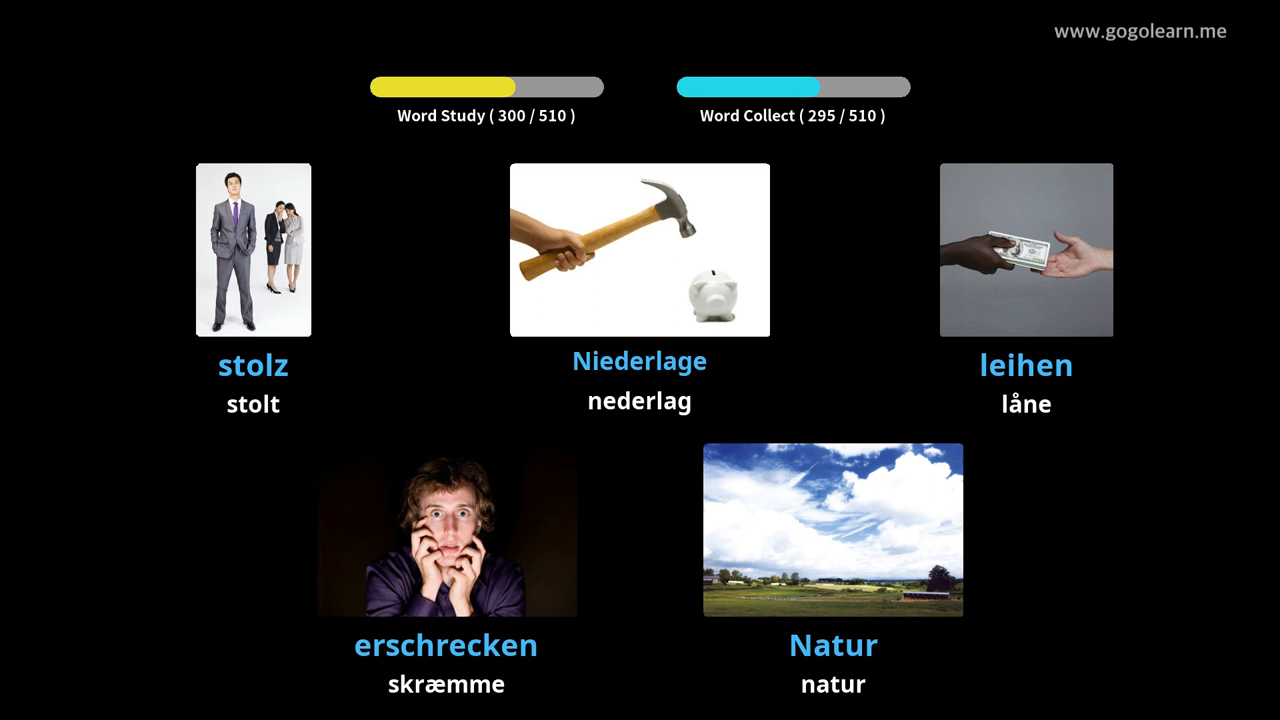 www.gogolearn.me
Word Study ( 300 / 510 )
Word Collect ( 295 / 510 )
stolz
stolt
Niederlage
nederlag
leihen
låne
erschrecken
skræmme
Natur
natur